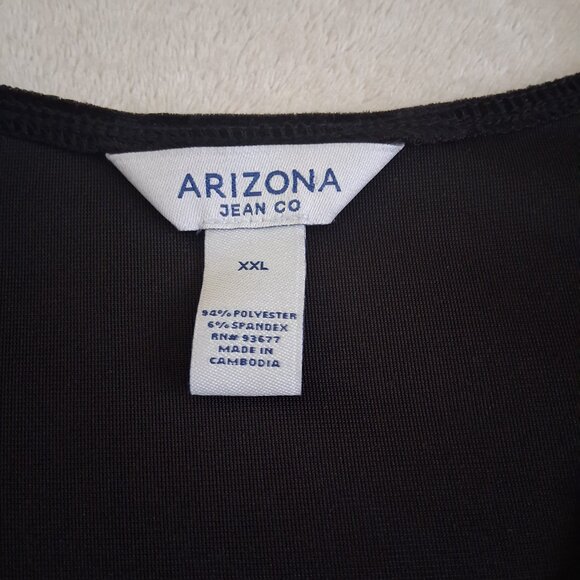 ARIZONA
JEAN CO
XXL
94% POLYESTER
6% SPANDEX
RN# 93677
MADE IN
CAMBODIA